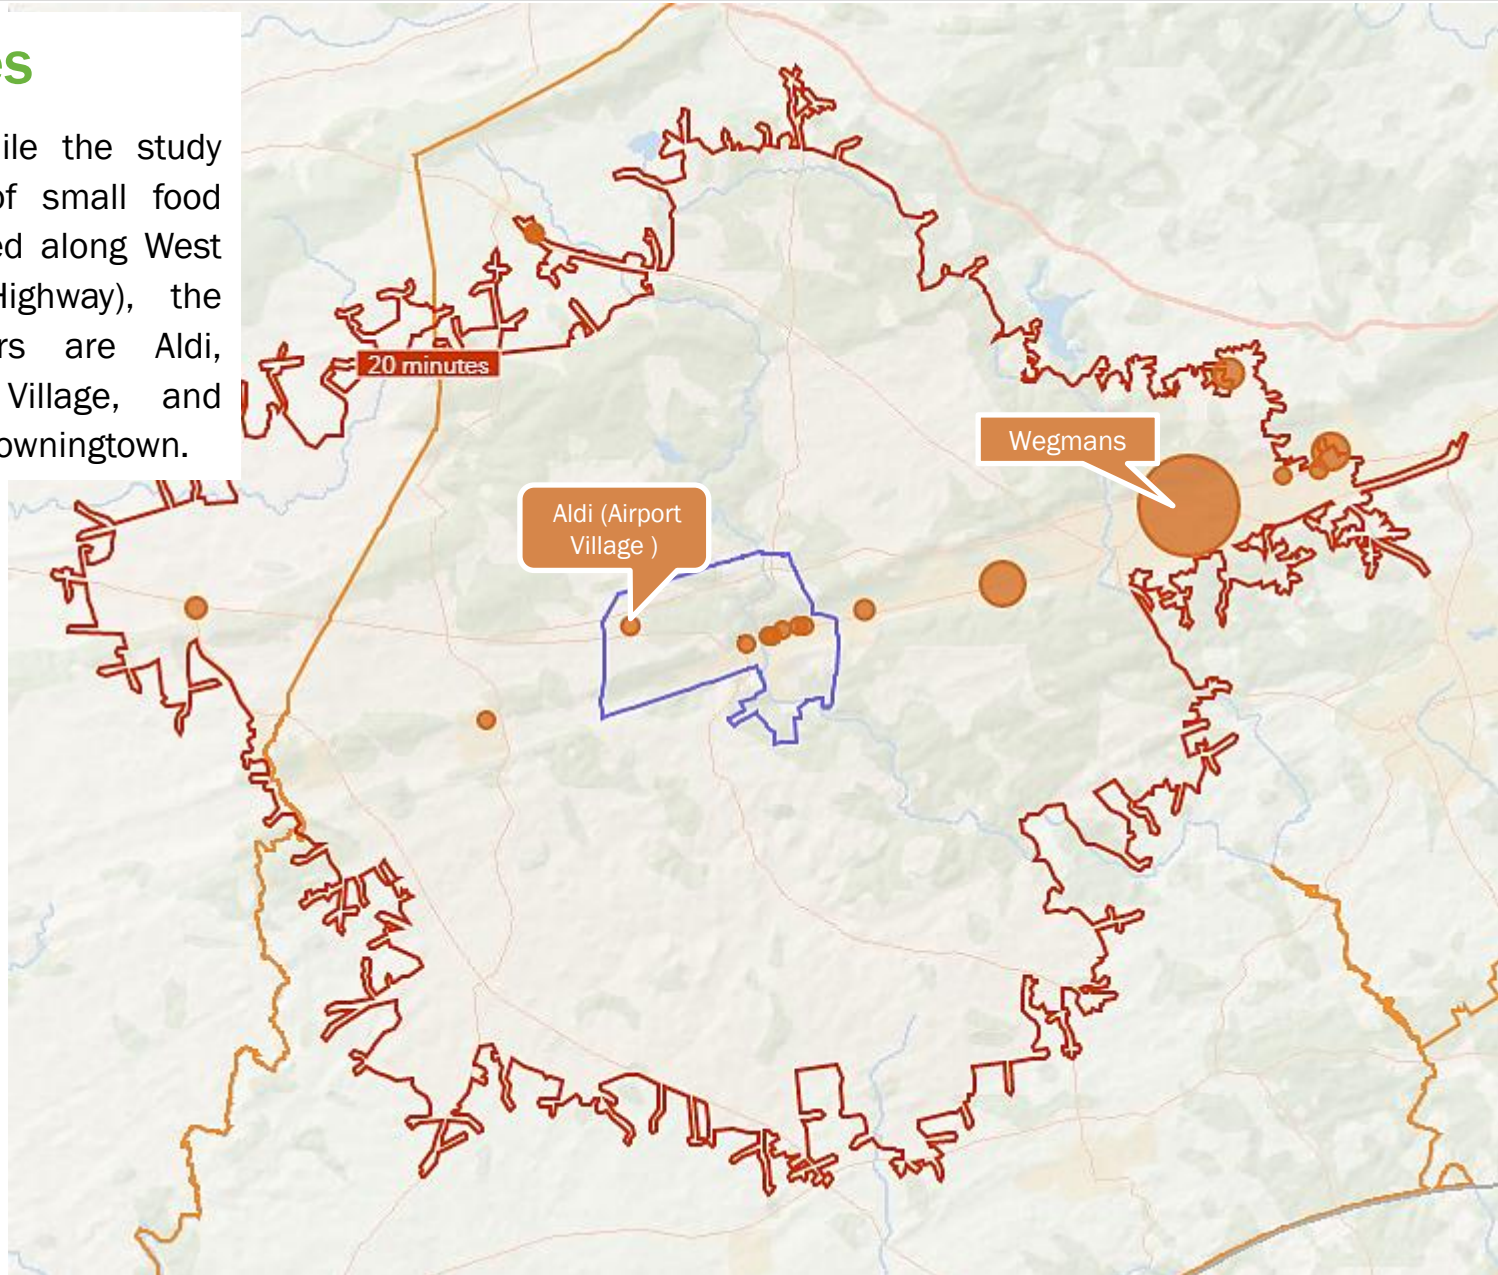 es
ile the study
of small food
ed along West
Highway), the
rs are Aldi,
Village, and
owningtown.
20 minutes
Wegmans
Aldi (Airport
Village )